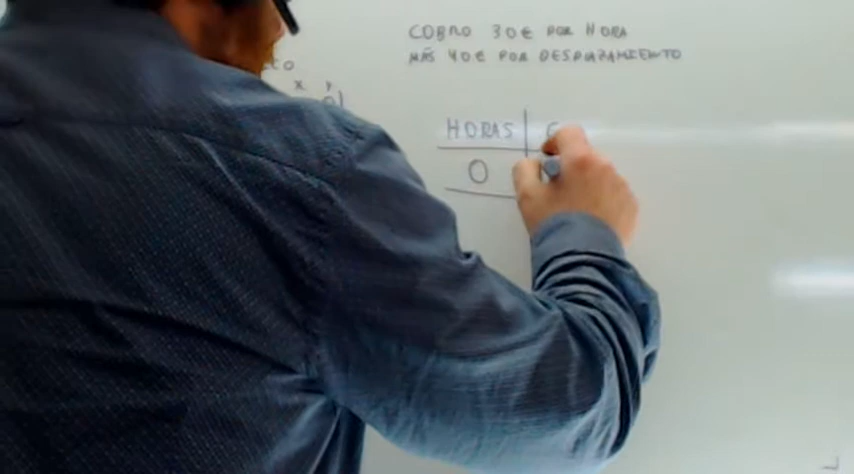 COBRO 30€ POR HORA
MÁS 40€ POR DESPLAZAMIENTO
x y
HORAS
0